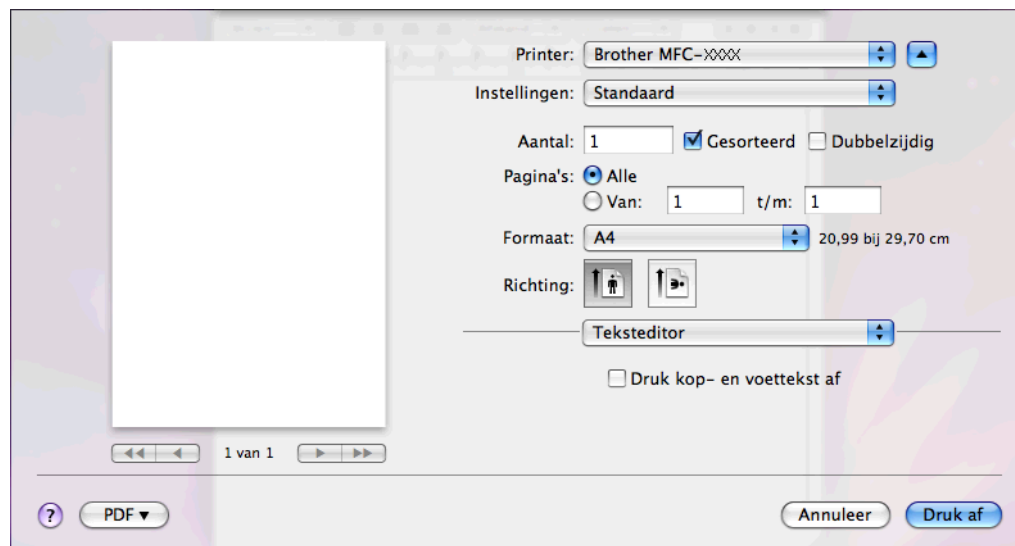 Printer: Brother MFC-XXXX
Instellingen: Standaard
Aantal: 1 Gesorteerd Dubbelzijdig
Pagina's: Alle
Van: 1 t/m: 1
Formaat: A4 20,99 bij 29,70 cm
Richting:
Teksteditor
Druk kop- en voettekst af
1 van 1
? PDF Annuleer Druk af